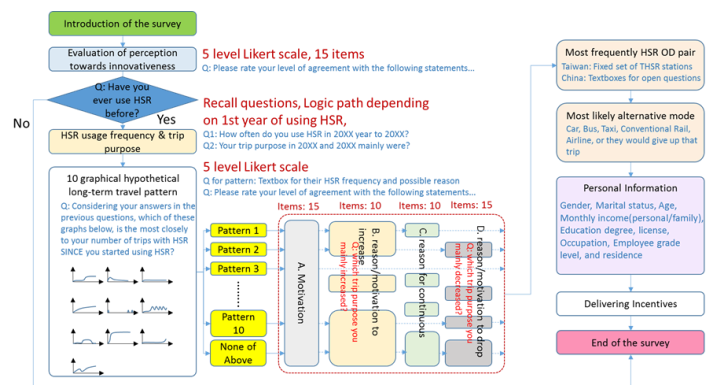 Introduction of the survey
Evaluation of perception
towards innovativeness
5 level Likert scale, 15 items
Q: Please rate your level of agreement with the following statements...
Q: Have you
ever use HSR
before?
No
Yes
Recall questions, Logic path depending
on 1st year of using HSR,
Q1: How often do you use HSR in 20XX year to 20XX?
Q2: Your trip purpose in 20XX and 20XX mainly were?
HSR usage frequency & trip
purpose
5 level Likert scale
Q for pattern: Textbox for their HSR frequency and possible reason
Q: Please rate your level of agreement with the following statements...
10 graphical hypothetical
long-term travel pattern
Q: Considering your answers in the
previous questions, which of these
graphs below, is the most closely
to your number of trips with HSR
SINCE you started using HSR?
Items: 15
Items: 10
Items: 10
Items: 15
Pattern 1
Pattern 2
Pattern 3
Pattern
10
None of
Above
A. Motivation
B. reason/motivation to
increase
Q: which trip purpose you
mainly increased?
C. reason for continuous
D. reason/motivation to drop
Q: which trip purpose you
mainly decreased?
Most frequently HSR OD pair
Taiwan: Fixed set of THSR stations
China: Textboxes for open questions
Most likely alternative mode
Car, Bus, Taxi, Conventional Rail,
Airline, or they would give up that
trip
Personal Information
Gender, Marital status, Age,
Monthly income(personal/family),
Education degree, license,
Occupation, Employee grade
level, and residence
Delivering Incentives
End of the survey